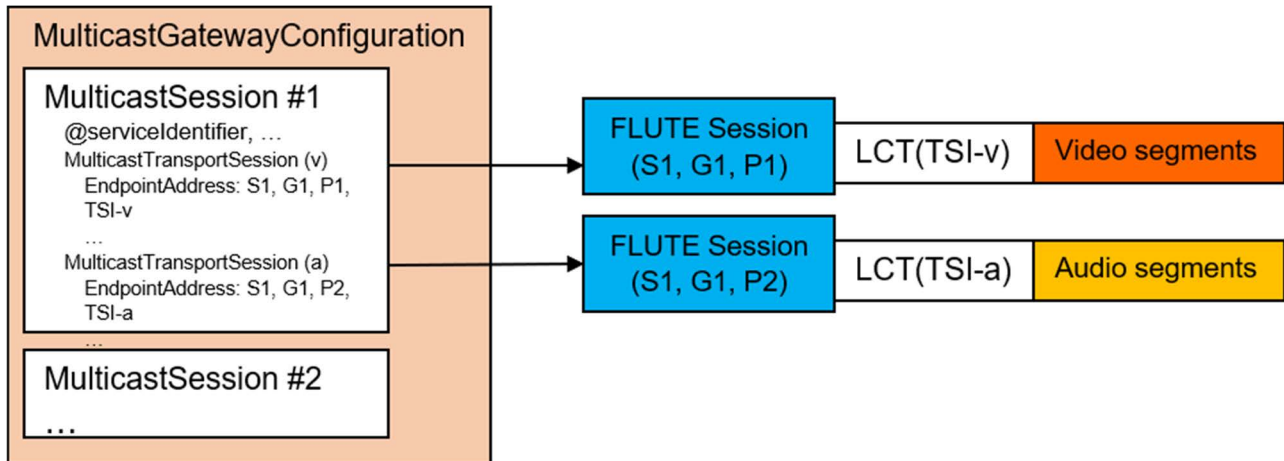 MulticastGatewayConfiguration
MulticastSession #1
@serviceIdentifier, …
MulticastTransportSession (v)
EndpointAddress: S1, G1, P1,
TSI-v
…
MulticastTransportSession (a)
EndpointAddress: S1, G1, P2,
TSI-a
…
MulticastSession #2
…
FLUTE Session
(S1, G1, P1)
LCT(TSI-v)
Video segments
FLUTE Session
(S1, G1, P2)
LCT(TSI-a)
Audio segments